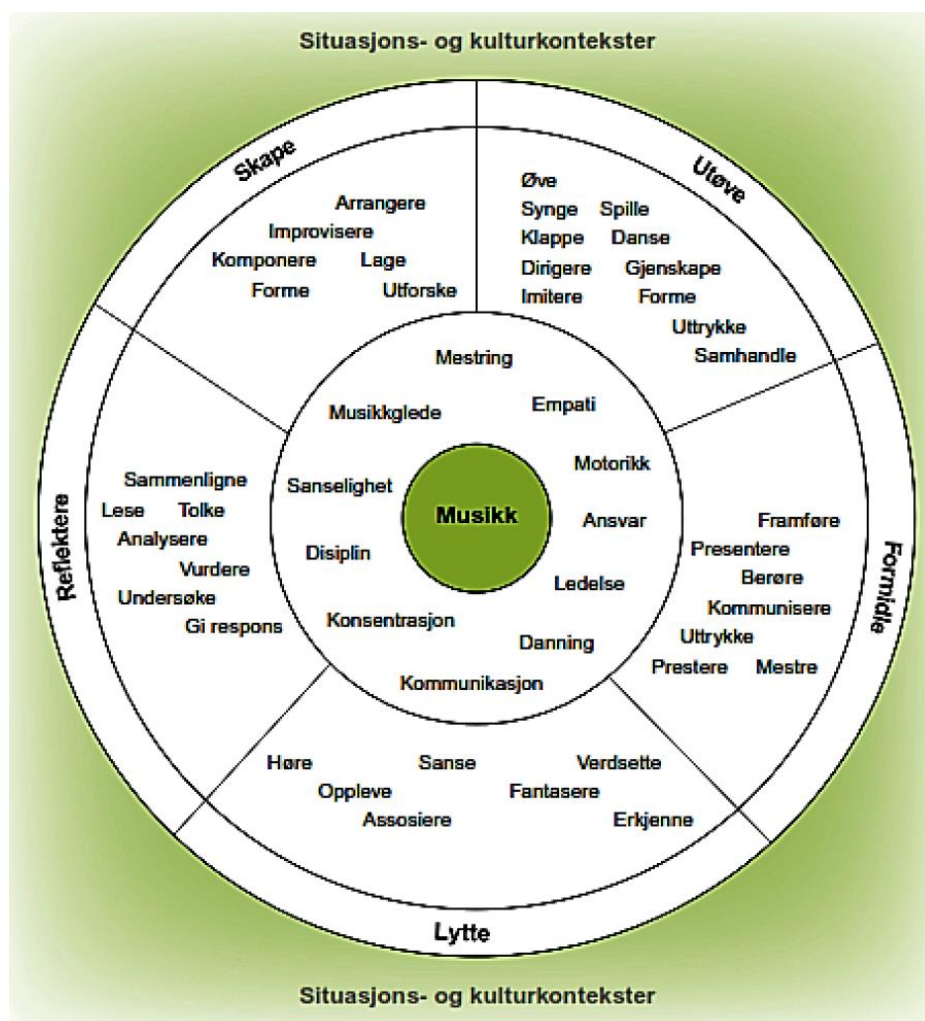 Situasjons- og kulturkontekster
Skape
Arrangere
Improvisere
Komponere Lage
Forme Utforske
Utøve
Øve
Synge Spille
Klappe Danse
Dirigere Gjenskape
Imitere Forme
Uttrykke
Samhandle
Reflektere
Sammenligne
Lese Tolke
Analysere
Vurdere
Undersøke
Gi respons
Mestring
Musikkglede Empati
Motorikk
Sanselighet
Musikk
Ansvar
Disiplin
Ledelse
Konsentrasjon
Danning
Kommunikasjon
Formidle
Framføre
Presentere
Berøre
Kommunisere
Uttrykke
Prestere Mestre
Høre Sanse Verdsette
Oppleve Fantasere
Assosiere Erkjenne
Lytte
Situasjons- og kulturkontekster